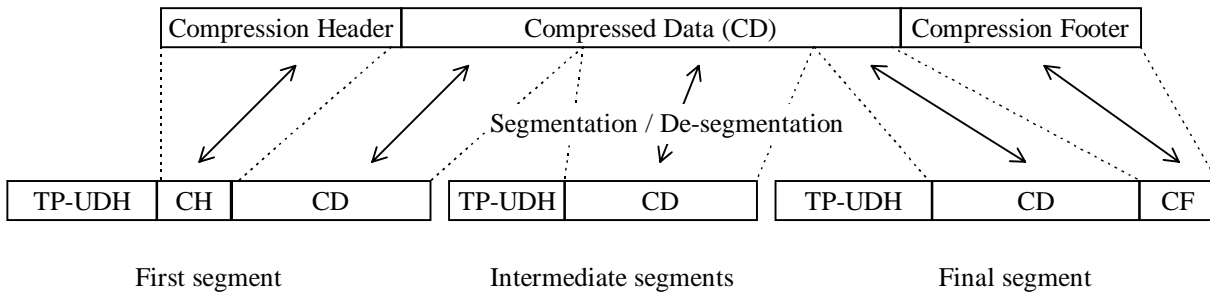 Compression Header Compressed Data (CD) Compression Footer
Segmentation / De-segmentation
TP-UDH CH CD TP-UDH CD TP-UDH CD CF
First segment Intermediate segments Final segment